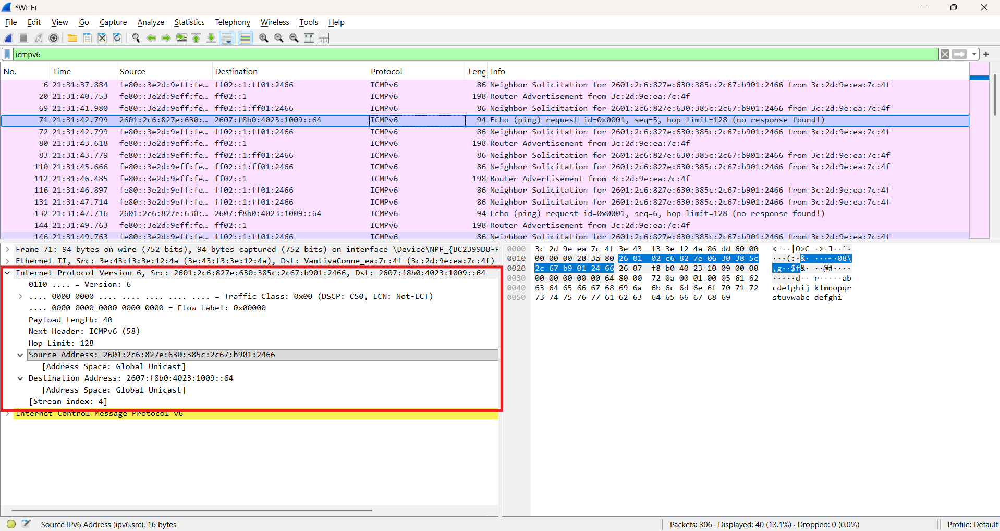 *Wi-Fi
File Edit View Go Capture Analyze Statistics Telephony Wireless Tools Help
icmpv6
No. Time Source Destination Protocol Leng Info
6 21:31:37.884 fe80::3e2d:9eff:fe… ff02::1:ff01:2466 ICMPv6 86 Neighbor Solicitation for 2601:2c6:827e:630:385c:2c67:b901:2466 from 3c:2d:9e:ea:7c:4f
20 21:31:40.753 fe80::3e2d:9eff:fe… ff02::1 ICMPv6 198 Router Advertisement from 3c:2d:9e:ea:7c:4f
69 21:31:41.980 fe80::3e2d:9eff:fe… ff02::1:ff01:2466 ICMPv6 86 Neighbor Solicitation for 2601:2c6:827e:630:385c:2c67:b901:2466 from 3c:2d:9e:ea:7c:4f
71 21:31:42.799 2601:2c6:827e:630:… 2607:f8b0:4023:1009::64 ICMPv6 94 Echo (ping) request id=0x0001, seq=5, hop limit=128 (no response found!)
72 21:31:42.799 fe80::3e2d:9eff:fe… ff02::1:ff01:2466 ICMPv6 86 Neighbor Solicitation for 2601:2c6:827e:630:385c:2c67:b901:2466 from 3c:2d:9e:ea:7c:4f
80 21:31:43.618 fe80::3e2d:9eff:fe… ff02::1 ICMPv6 198 Router Advertisement from 3c:2d:9e:ea:7c:4f
83 21:31:43.779 fe80::3e2d:9eff:fe… ff02::1:ff01:2466 ICMPv6 86 Neighbor Solicitation for 2601:2c6:827e:630:385c:2c67:b901:2466 from 3c:2d:9e:ea:7c:4f
110 21:31:45.666 fe80::3e2d:9eff:fe… ff02::1:ff01:2466 ICMPv6 86 Neighbor Solicitation for 2601:2c6:827e:630:385c:2c67:b901:2466 from 3c:2d:9e:ea:7c:4f
112 21:31:46.485 fe80::3e2d:9eff:fe… ff02::1 ICMPv6 198 Router Advertisement from 3c:2d:9e:ea:7c:4f
116 21:31:46.897 fe80::3e2d:9eff:fe… ff02::1:ff01:2466 ICMPv6 86 Neighbor Solicitation for 2601:2c6:827e:630:385c:2c67:b901:2466 from 3c:2d:9e:ea:7c:4f
131 21:31:47.714 fe80::3e2d:9eff:fe… ff02::1:ff01:2466 ICMPv6 86 Neighbor Solicitation for 2601:2c6:827e:630:385c:2c67:b901:2466 from 3c:2d:9e:ea:7c:4f
132 21:31:47.716 2601:2c6:827e:630:… 2607:f8b0:4023:1009::64 ICMPv6 94 Echo (ping) request id=0x0001, seq=6, hop limit=128 (no response found!)
144 21:31:49.763 fe80::3e2d:9eff:fe… ff02::1 ICMPv6 198 Router Advertisement from 3c:2d:9e:ea:7c:4f
146 21:31:49.763 fe80::3e2d:9eff:fe… ff02::1:ff01:2466 ICMPv6 86 Neighbor Solicitation for 2601:2c6:827e:630:385c:2c67:b901:2466 from 3c:2d:9e:ea:7c:4f
Frame 71: 94 bytes on wire (752 bits), 94 bytes captured (752 bits) on interface \Device\NPF_{BC2399D8-F
Ethernet II, Src: 3e:43:f3:3e:12:4a (3e:43:f3:3e:12:4a), Dst: VantivaConne_ea:7c:4f (3c:2d:9e:ea:7c:4f)
Internet Protocol Version 6, Src: 2601:2c6:827e:630:385c:2c67:b901:2466, Dst: 2607:f8b0:4023:1009::64
0110 .... = Version: 6
.... 0000 0000 .... .... .... .... .... = Traffic Class: 0x00 (DSCP: CS0, ECN: Not-ECT)
.... 0000 0000 0000 0000 0000 = Flow Label: 0x00000
Payload Length: 40
Next Header: ICMPv6 (58)
Hop Limit: 128
Source Address: 2601:2c6:827e:630:385c:2c67:b901:2466
[Address Space: Global Unicast]
Destination Address: 2607:f8b0:4023:1009::64
[Address Space: Global Unicast]
[Stream index: 4]
Internet Control Message Protocol v6
0000 3c 2d 9e ea 7c 4f 3e 43 f3 3e 12 4a 86 dd 60 00 <-··|O>C ·>·J··`·
0010 00 00 00 28 3a 80 26 01 02 c6 82 7e 06 30 38 5c ···(:·&· ···~·08\
0020 2c 67 b9 01 24 66 26 07 f8 b0 40 23 10 09 00 00 ,g··$f&· ··@#····
0030 00 00 00 00 00 64 80 00 72 0a 00 01 00 05 61 62 ·····d·· r·····ab
0040 63 64 65 66 67 68 69 6a 6b 6c 6d 6e 6f 70 71 72 cdefghij klmnopqr
0050 73 74 75 76 77 61 62 63 64 65 66 67 68 69 stuvwabc defghi
Source IPv6 Address (ipv6.src), 16 bytes
Packets: 306 · Displayed: 40 (13.1%) · Dropped: 0 (0.0%)
Profile: Default